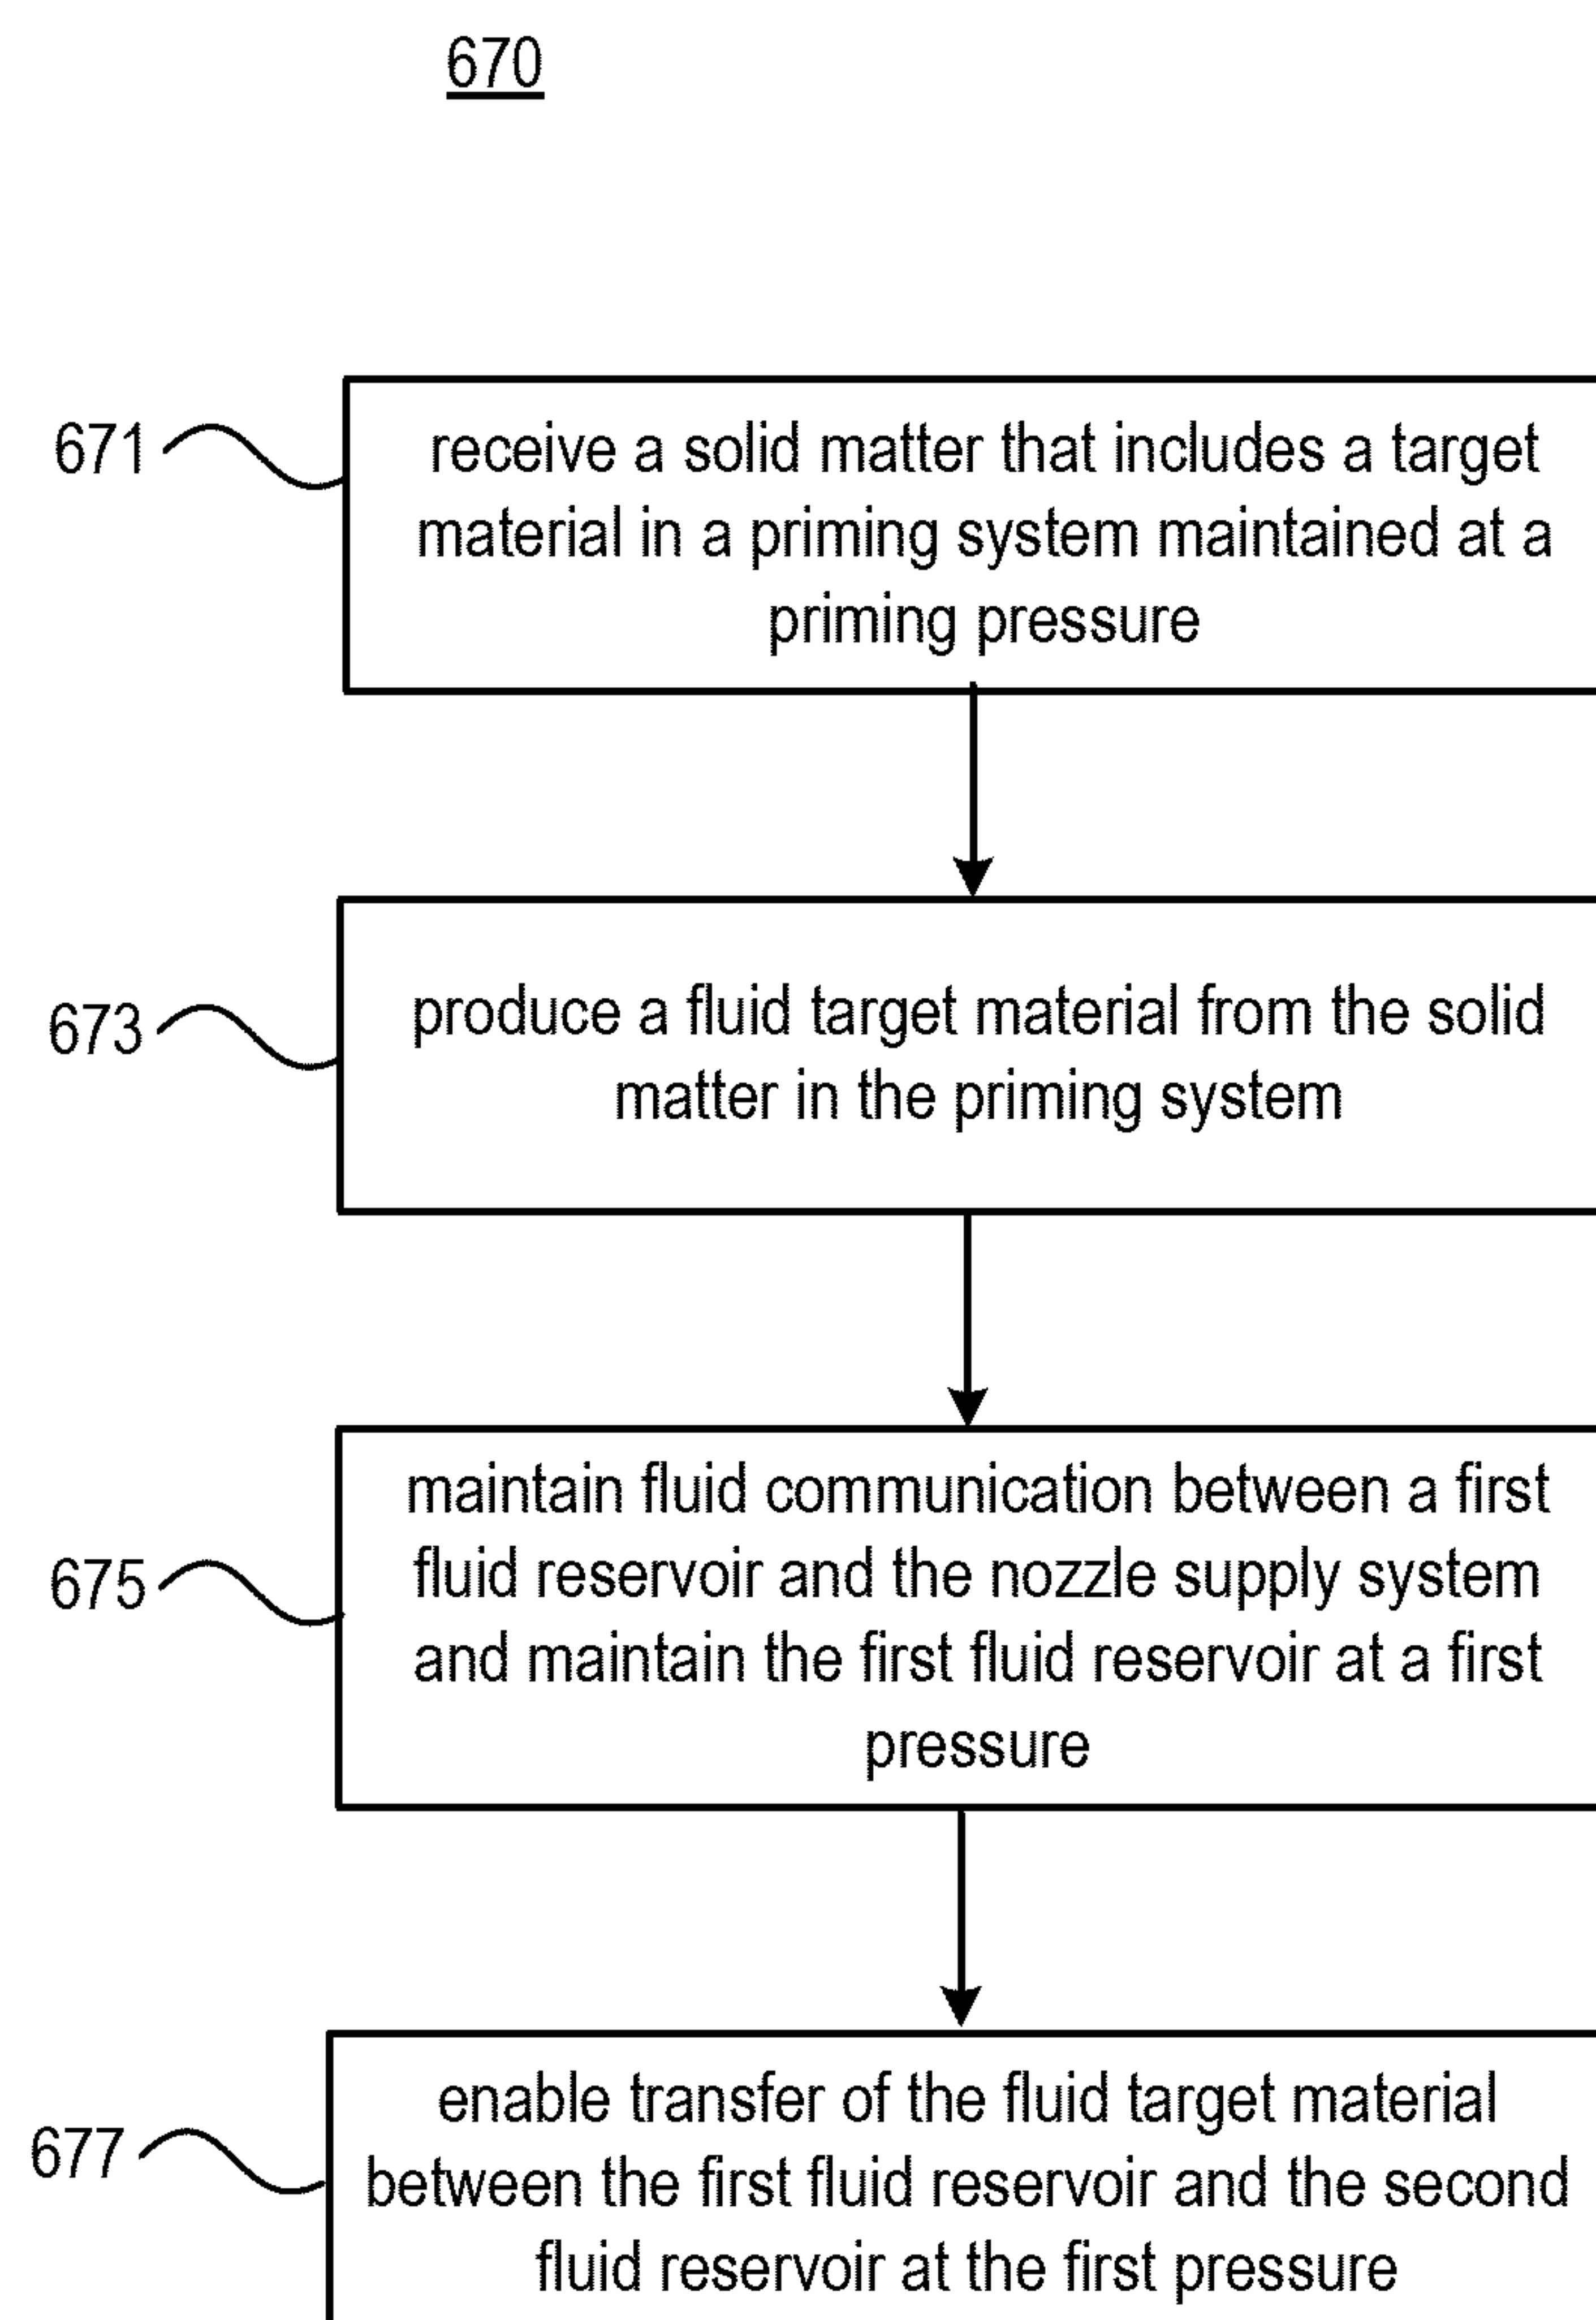 670
671
receive a solid matter that includes a target
material in a priming system maintained at a
priming pressure
673
produce a fluid target material from the solid
matter in the priming system
675
maintain fluid communication between a first
fluid reservoir and the nozzle supply system
and maintain the first fluid reservoir at a first
pressure
677
enable transfer of the fluid target material
between the first fluid reservoir and the second
fluid reservoir at the first pressure